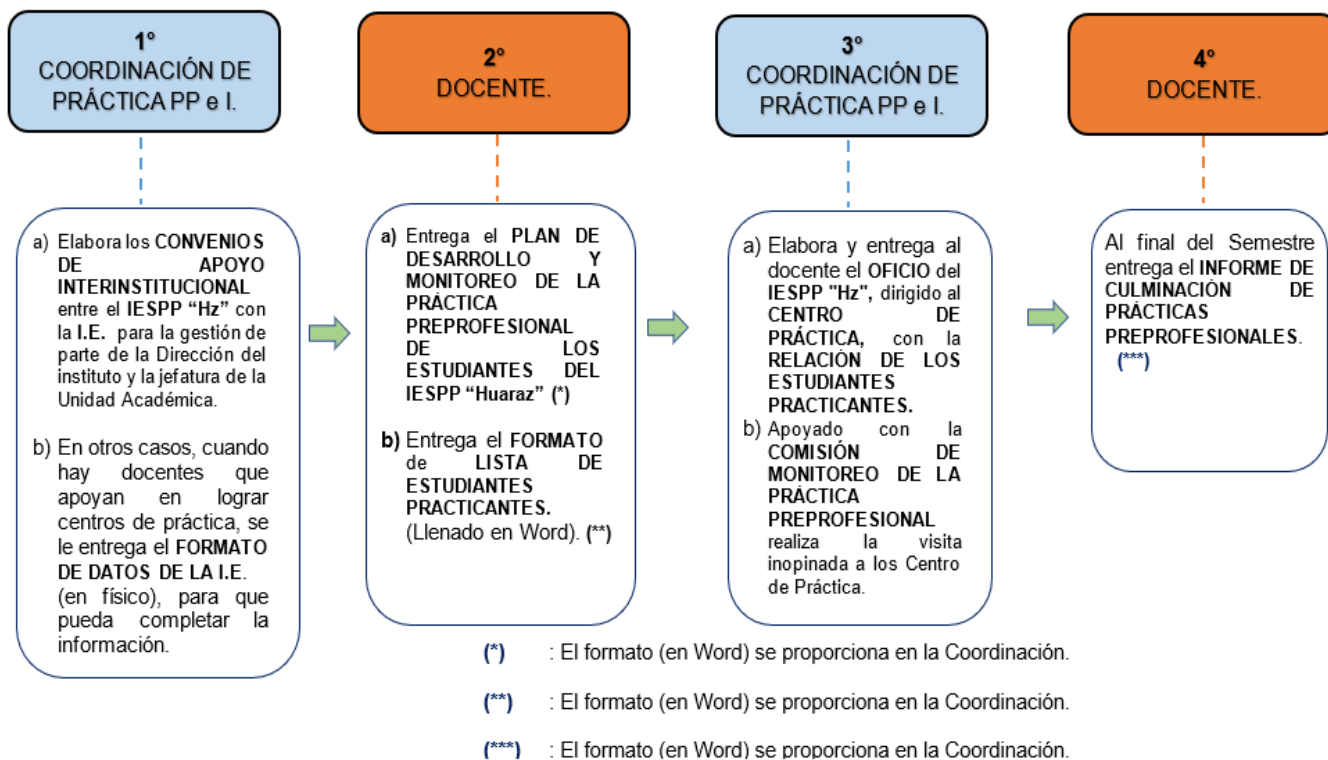 1°
COORDINACIÓN DE
PRÁCTICA PP e I.
2°
DOCENTE.
3°
COORDINACIÓN DE
PRÁCTICA PP e I.
4°
DOCENTE.
a) Elabora los CONVENIOS
DE APOYO
INTERINSTITUCIONAL
entre el IESPP “Hz” con
la I.E. para la gestión de
parte de la Dirección del
instituto y la jefatura de la
Unidad Académica.
b) En otros casos, cuando
hay docentes que
apoyan en lograr
centros de práctica, se
le entrega el FORMATO
DE DATOS DE LA I.E.
(en físico), para que
pueda completar la
información.
a) Entrega el PLAN DE
DESARROLLO Y
MONITOREO DE LA
PRÁCTICA
PREPROFESIONAL
DE LOS
ESTUDIANTES DEL
IESPP “Huaraz” (*)
b) Entrega el FORMATO
de LISTA DE
ESTUDIANTES
PRACTICANTES.
(Llenado en Word). (**)
a) Elabora y entrega al
docente el OFICIO del
IESPP "Hz", dirigido al
CENTRO DE
PRÁCTICA, con la
RELACIÓN DE LOS
ESTUDIANTES
PRACTICANTES.
b) Apoyado con la
COMISIÓN DE
MONITOREO DE LA
PRÁCTICA
PREPROFESIONAL
realiza la visita
inopinada a los Centro
de Práctica.
Al final del Semestre
entrega el INFORME DE
CULMINACIÓN DE
PRÁCTICAS
PREPROFESIONALES.
(***)
(*) : El formato (en Word) se proporciona en la Coordinación.
(**) : El formato (en Word) se proporciona en la Coordinación.
(***) : El formato (en Word) se proporciona en la Coordinación.